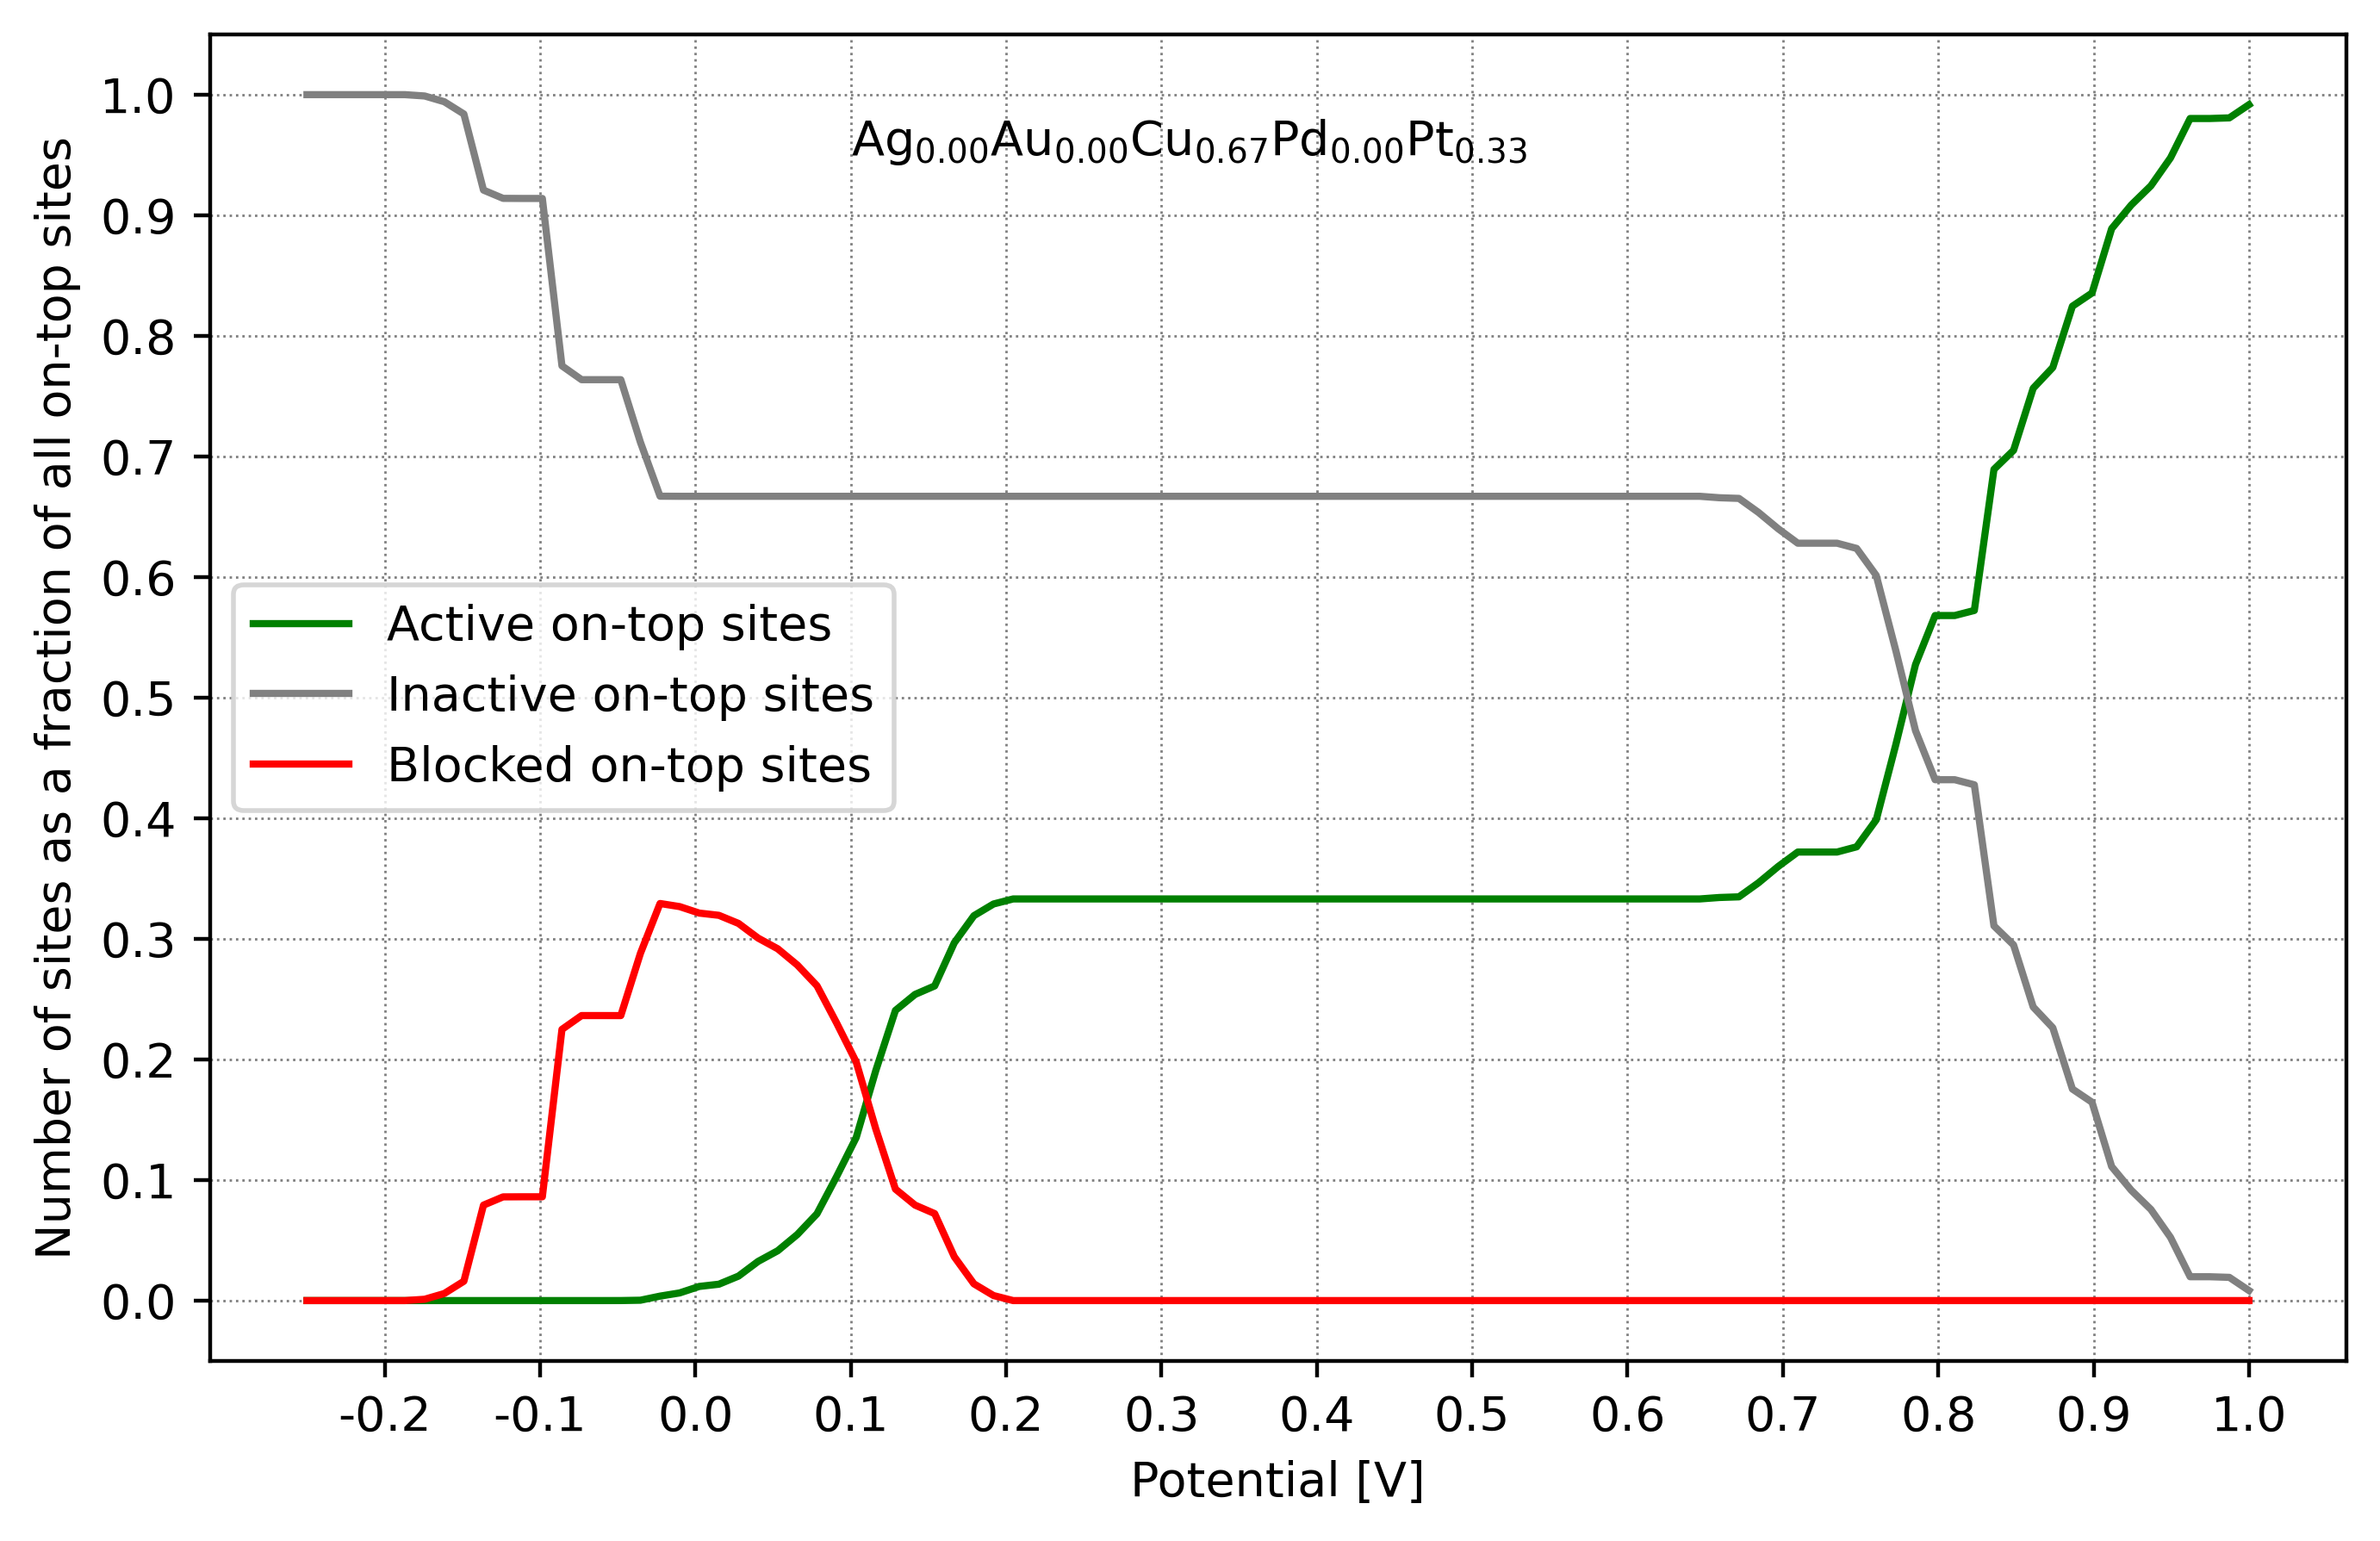 Number of sites as a fraction of all on-top sites
1.0
0.9
0.8
0.7
0.6
0.5
0.4
0.3
0.2
0.1
0.0
Ag0.00Au0.00Cu0.67Pd0.00Pt0.33
Active on-top sites
Inactive on-top sites
Blocked on-top sites
-0.2 -0.1 0.0 0.1 0.2 0.3 0.4 0.5 0.6 0.7 0.8 0.9 1.0
Potential [V]